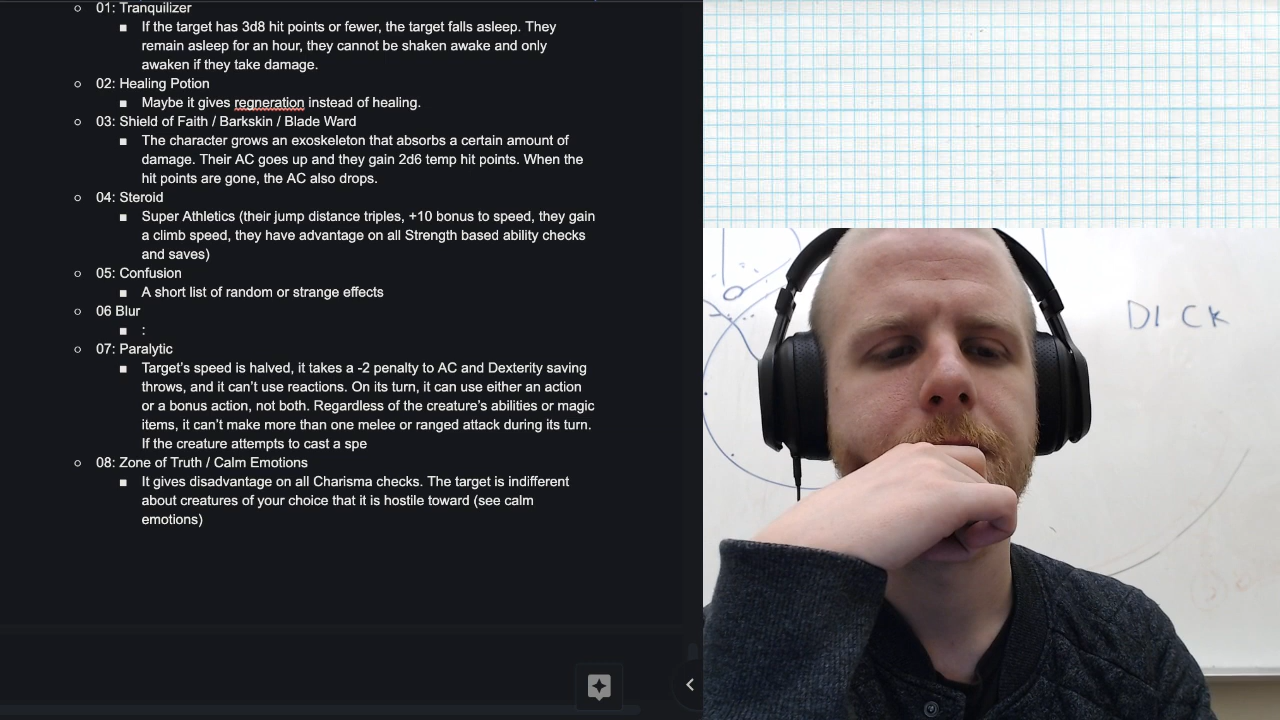 01: Tranquilizer
If the target has 3d8 hit points or fewer, the target falls asleep. They
remain asleep for an hour, they cannot be shaken awake and only
awaken if they take damage.
02: Healing Potion
Maybe it gives regneration instead of healing.
03: Shield of Faith / Barkskin / Blade Ward
The character grows an exoskeleton that absorbs a certain amount of
damage. Their AC goes up and they gain 2d6 temp hit points. When the
hit points are gone, the AC also drops.
04: Steroid
Super Athletics (their jump distance triples, +10 bonus to speed, they gain
a climb speed, they have advantage on all Strength based ability checks
and saves)
05: Confusion
A short list of random or strange effects
06 Blur
:
07: Paralytic
Target's speed is halved, it takes a -2 penalty to AC and Dexterity saving
throws, and it can't use reactions. On its turn, it can use either an action
or a bonus action, not both. Regardless of the creature's abilities or magic
items, it can't make more than one melee or ranged attack during its turn.
If the creature attempts to cast a spe
08: Zone of Truth / Calm Emotions
It gives disadvantage on all Charisma checks. The target is indifferent
about creatures of your choice that it is hostile toward (see calm
emotions)
DICK